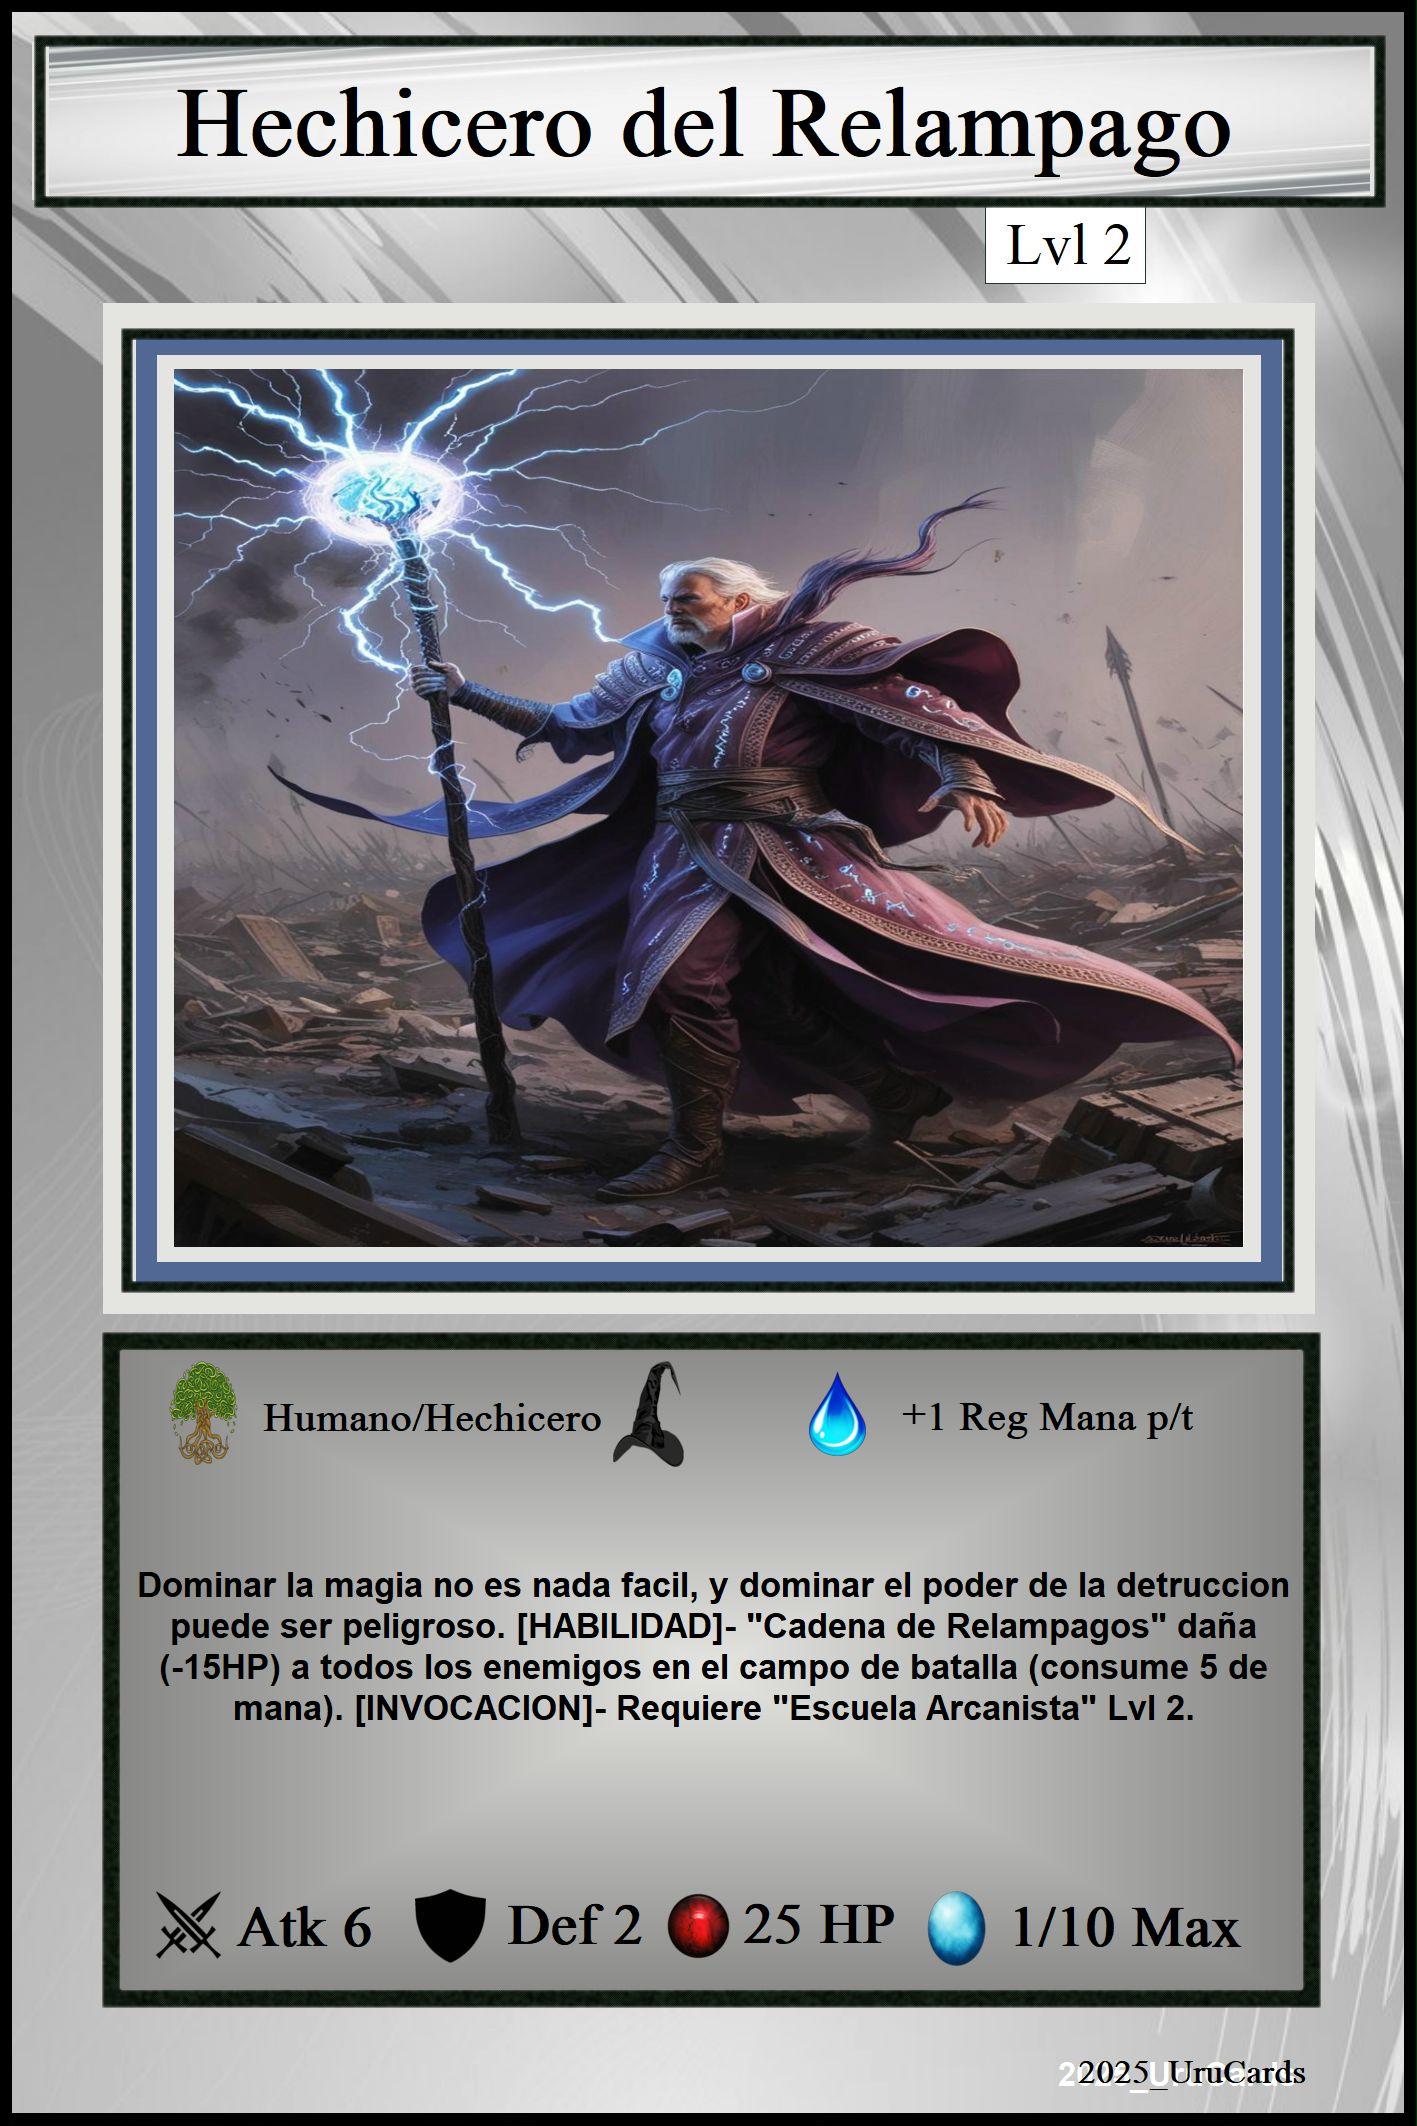 Hechicero del Relampago
Lvl 2
Humano/Hechicero
+1 Reg Mana p/t
Dominar la magia no es nada facil, y dominar el poder de la detruccion
puede ser peligroso. [HABILIDAD]- "Cadena de Relampagos" daña
(-15HP) a todos los enemigos en el campo de batalla (consume 5 de
mana). [INVOCACION]- Requiere "Escuela Arcanista" Lvl 2.
Atk 6
Def 2
25 HP
1/10 Max
2025_UruCards